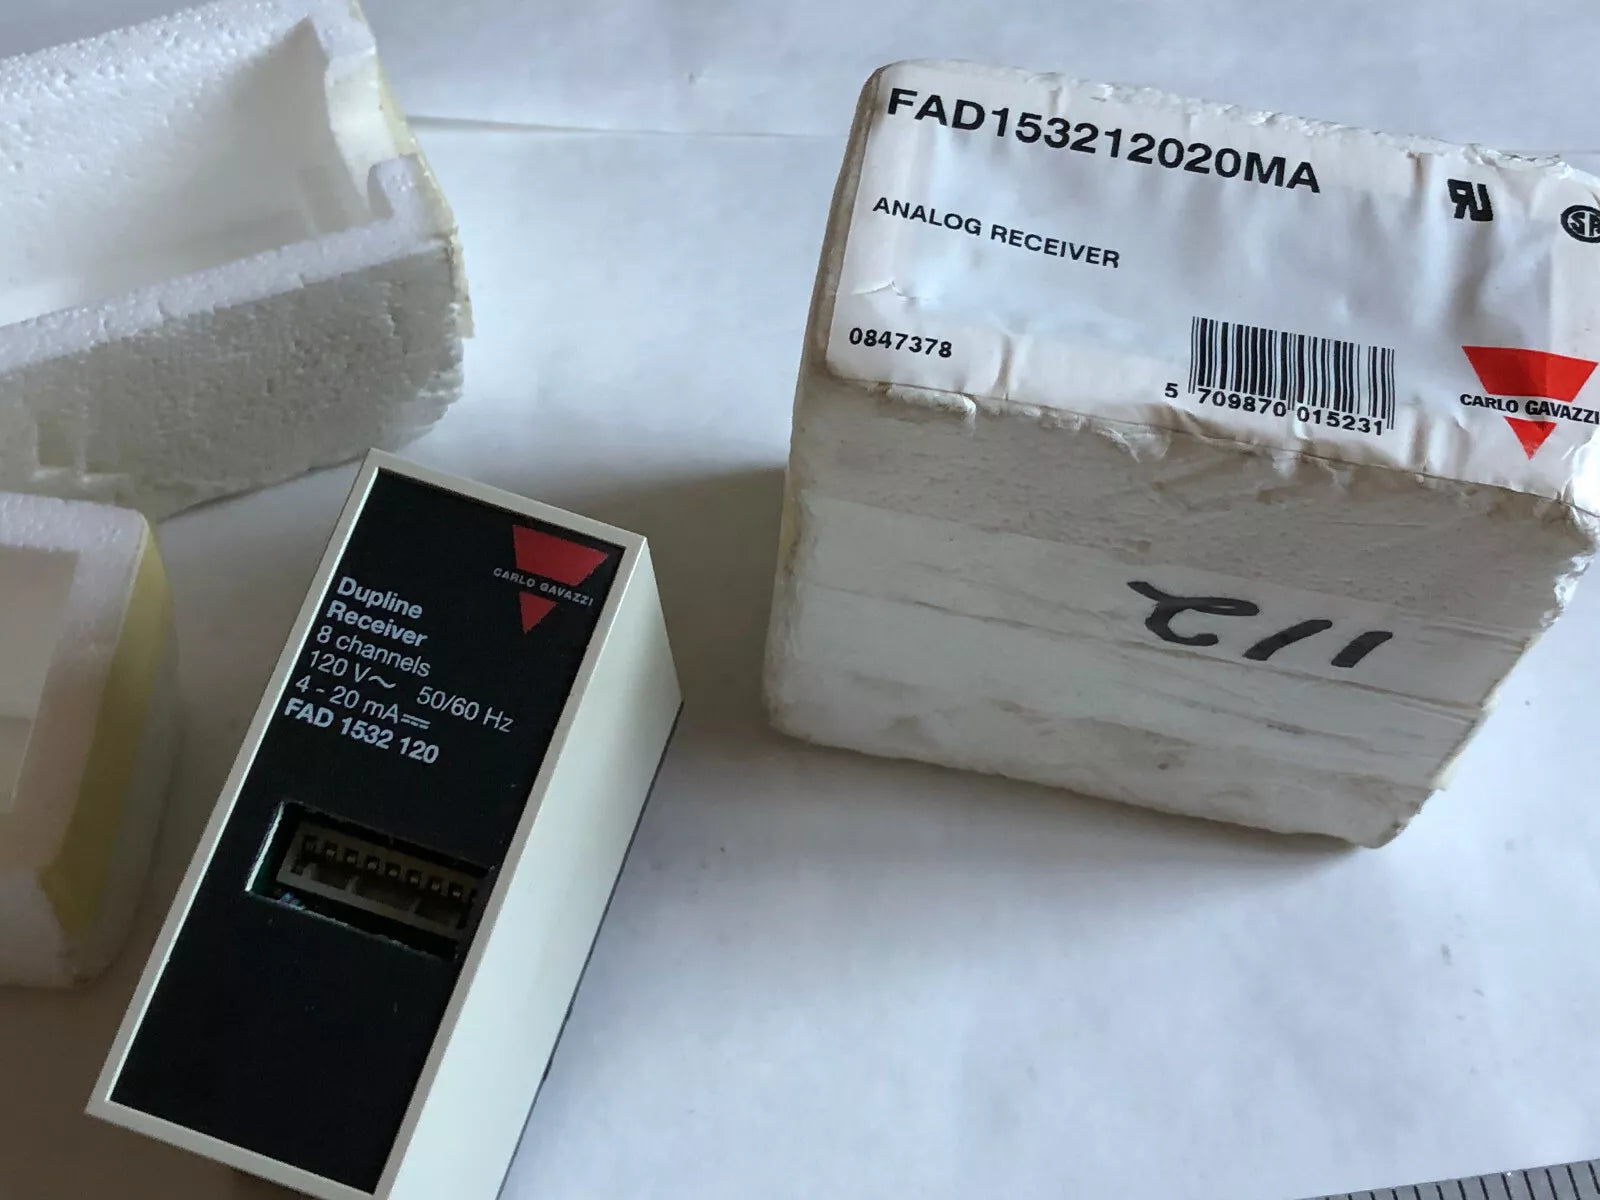 FAD153212020MA
ANALOG RECEIVER
0847378
5 709870 015231
CARLO GAVAZZI
CARLO GAVAZZI
Dupline
Receiver
8 channels
120 V~ 50/60 Hz
4 - 20 mA⎓
FAD 1532 120